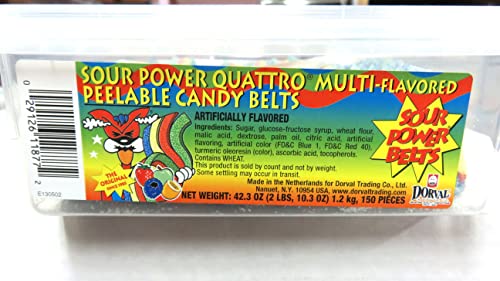 SOUR POWER QUATTRO® MULTI-FLAVORED
PEELABLE CANDY BELTS
ARTIFICIALLY FLAVORED
Ingredients: Sugar, glucose-fructose syrup, wheat flour,
malic acid, dextrose, palm oil, citric acid, artificial
flavoring, artificial color (FD&C Blue 1, FD&C Red 40),
turmeric oleoresin (color), ascorbic acid, tocopherols.
Contains WHEAT.
This product is sold by count and not by weight.
Some settling may occur in transit.
Made in the Netherlands for Dorval Trading Co., Ltd.
Nanuet, N.Y. 10954 USA. www.dorvaltrading.com
NET WEIGHT: 42.3 OZ (2 LBS, 10.3 OZ) 1.2 kg, 150 PIECES
SOUR
POWER
BELTS
DORVAL
THE
ORIGINAL
0 29126 11877 2
E130502